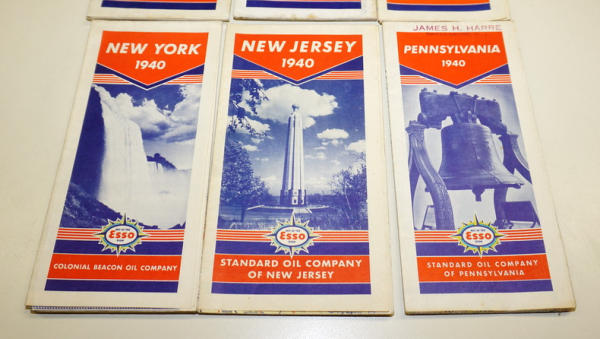 NEW YORK
1940
Esso
COLONIAL BEACON OIL COMPANY
NEW JERSEY
1940
Esso
STANDARD OIL COMPANY
OF NEW JERSEY
JAMES H. HARRE
PENNSYLVANIA
1940
Esso
STANDARD OIL COMPANY
OF PENNSYLVANIA